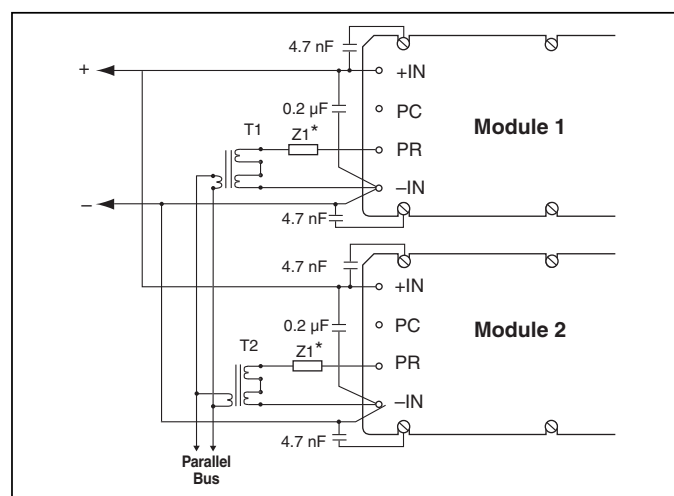 4.7 nF
+
+IN
0.2 µF
PC
Module 1
T1
Z1*
PR
–IN
–
4.7 nF
4.7 nF
+IN
0.2 µF
PC
Module 2
T2
Z1*
PR
–IN
4.7 nF
Parallel
Bus